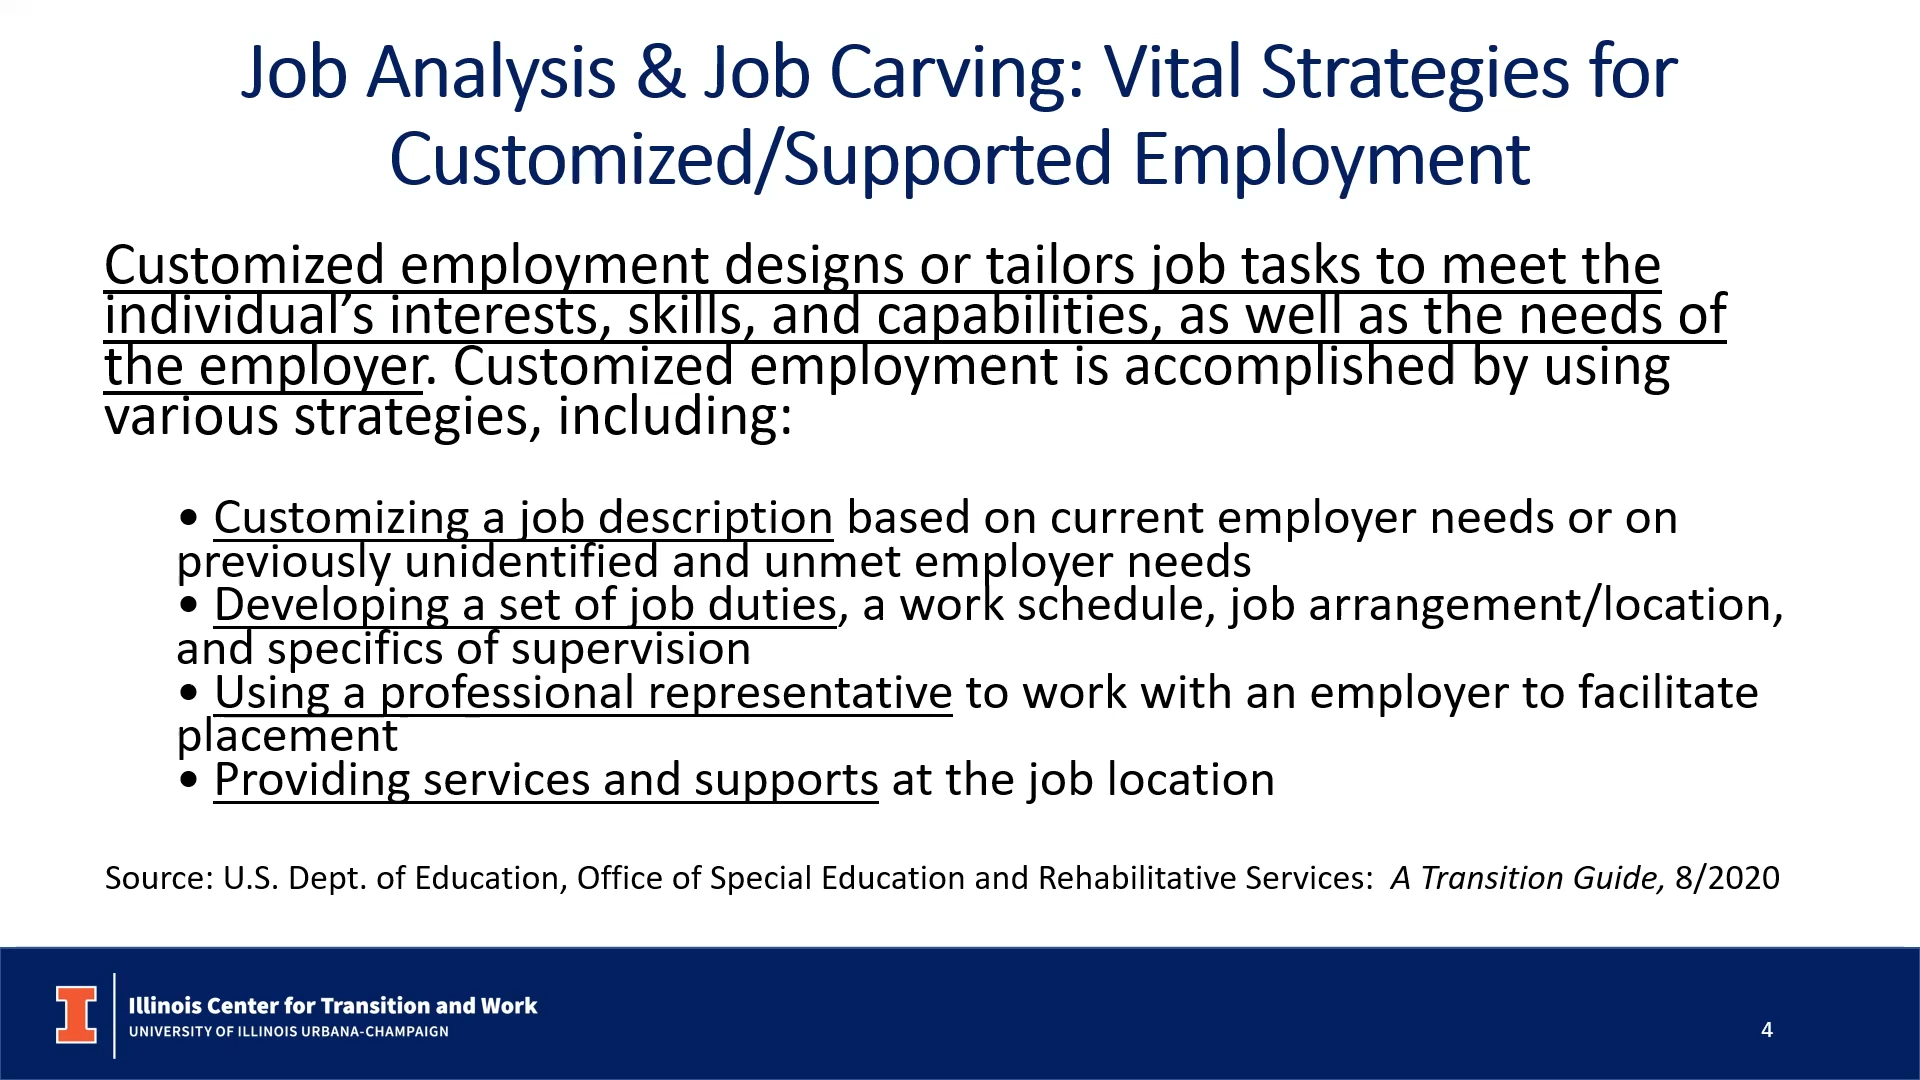 Job Analysis & Job Carving: Vital Strategies for
Customized/Supported Employment
Customized employment designs or tailors job tasks to meet the
individual’s interests, skills, and capabilities, as well as the needs of
the employer. Customized employment is accomplished by using
various strategies, including:
• Customizing a job description based on current employer needs or on
previously unidentified and unmet employer needs
• Developing a set of job duties, a work schedule, job arrangement/location,
and specifics of supervision
• Using a professional representative to work with an employer to facilitate
placement
• Providing services and supports at the job location
Source: U.S. Dept. of Education, Office of Special Education and Rehabilitative Services: A Transition Guide, 8/2020
Illinois Center for Transition and Work
UNIVERSITY OF ILLINOIS URBANA-CHAMPAIGN
4